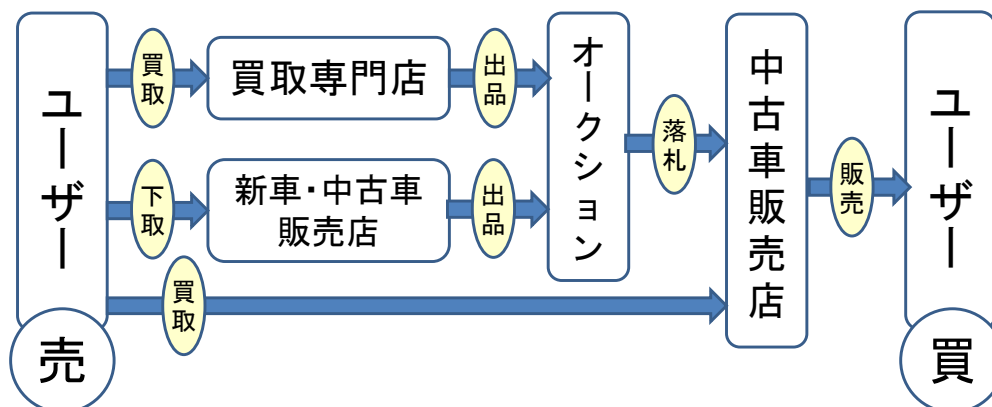 ユーザー
売
買取
買取専門店
出品
下取
新車・中古車
販売店
出品
買取
オークション
落札
中古車販売店
販売
ユーザー
買